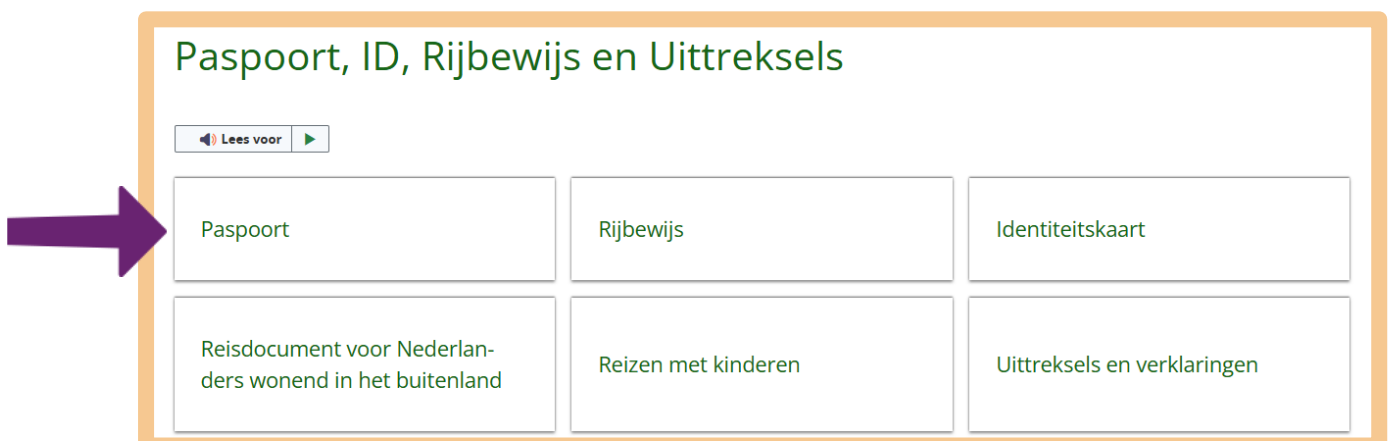 Paspoort, ID, Rijbewijs en Uittreksels
Lees voor
Paspoort
Rijbewijs
Identiteitskaart
Reisdocument voor Nederlan-
ders wonend in het buitenland
Reizen met kinderen
Uittreksels en verklaringen